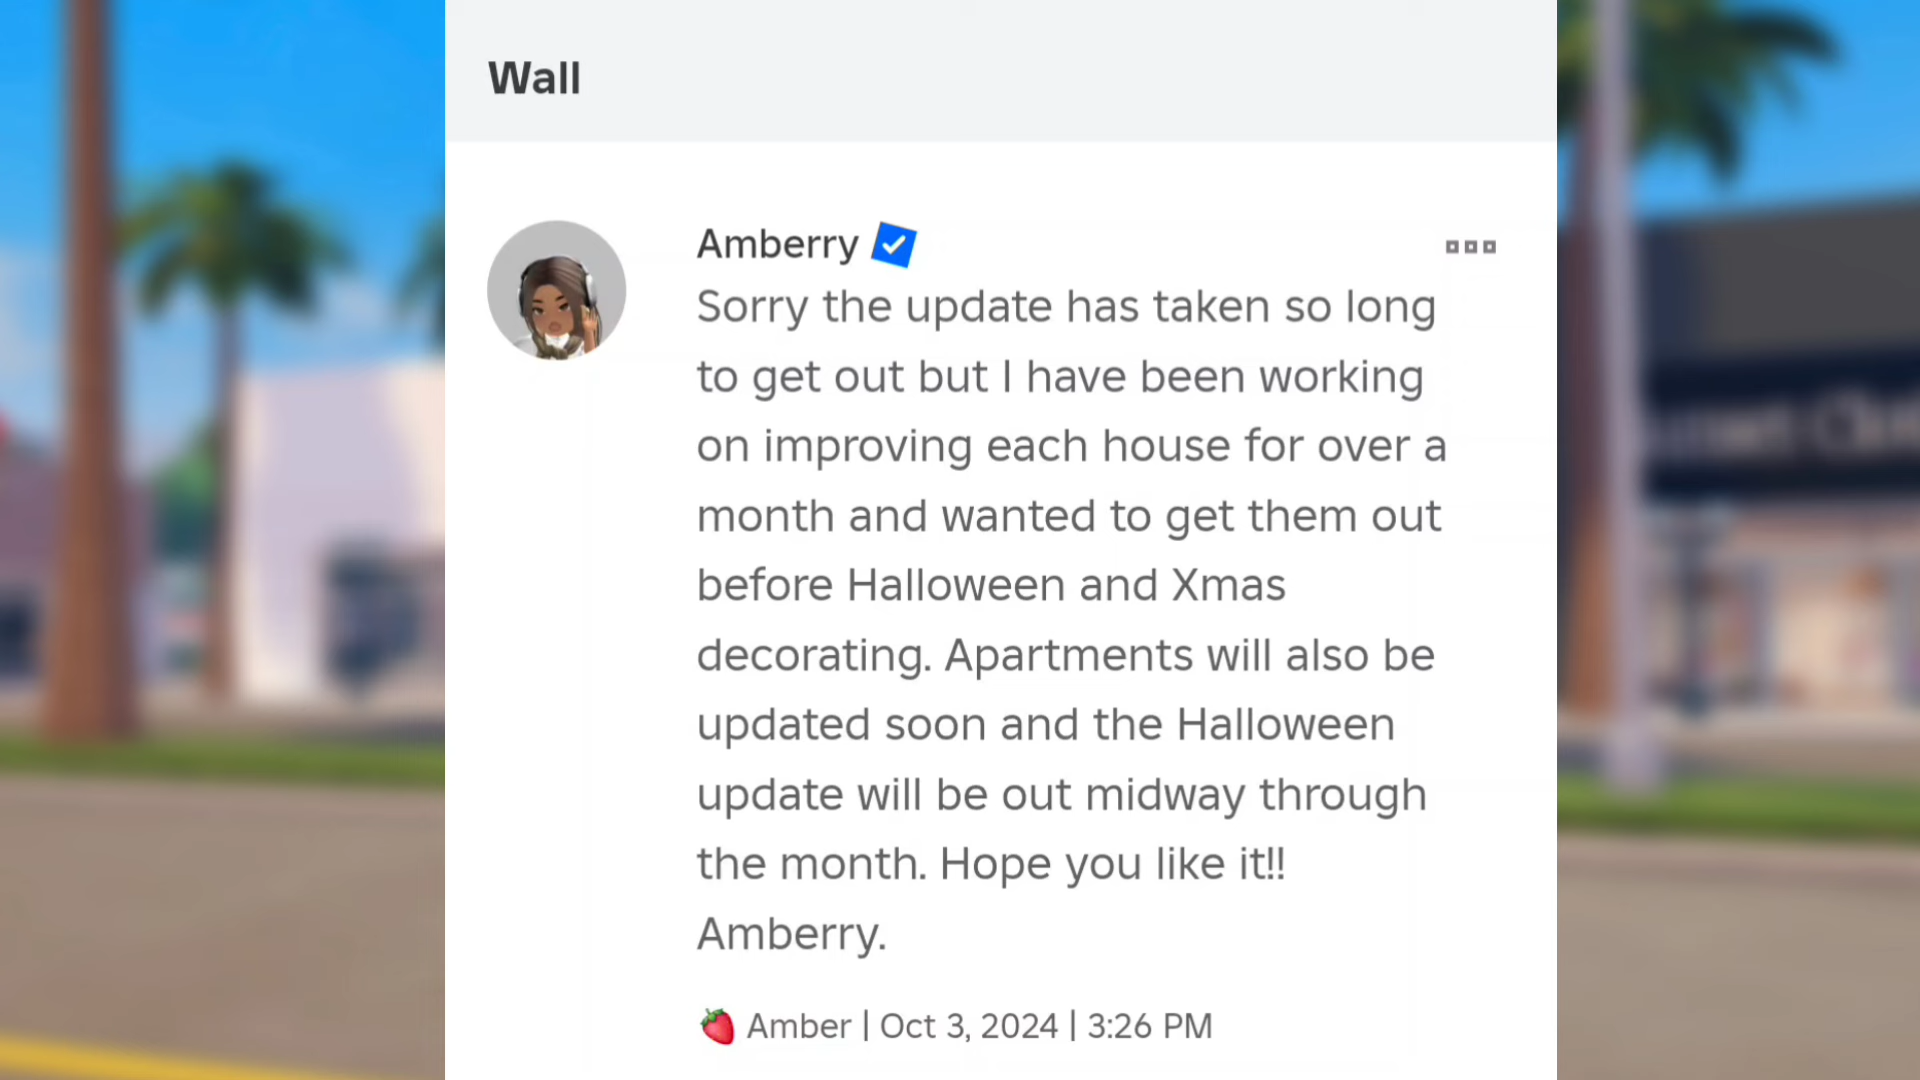 Wall
Amberry
Sorry the update has taken so long
to get out but I have been working
on improving each house for over a
month and wanted to get them out
before Halloween and Xmas
decorating. Apartments will also be
updated soon and the Halloween
update will be out midway through
the month. Hope you like it!!
Amberry.
🍓 Amber | Oct 3, 2024 | 3:26 PM